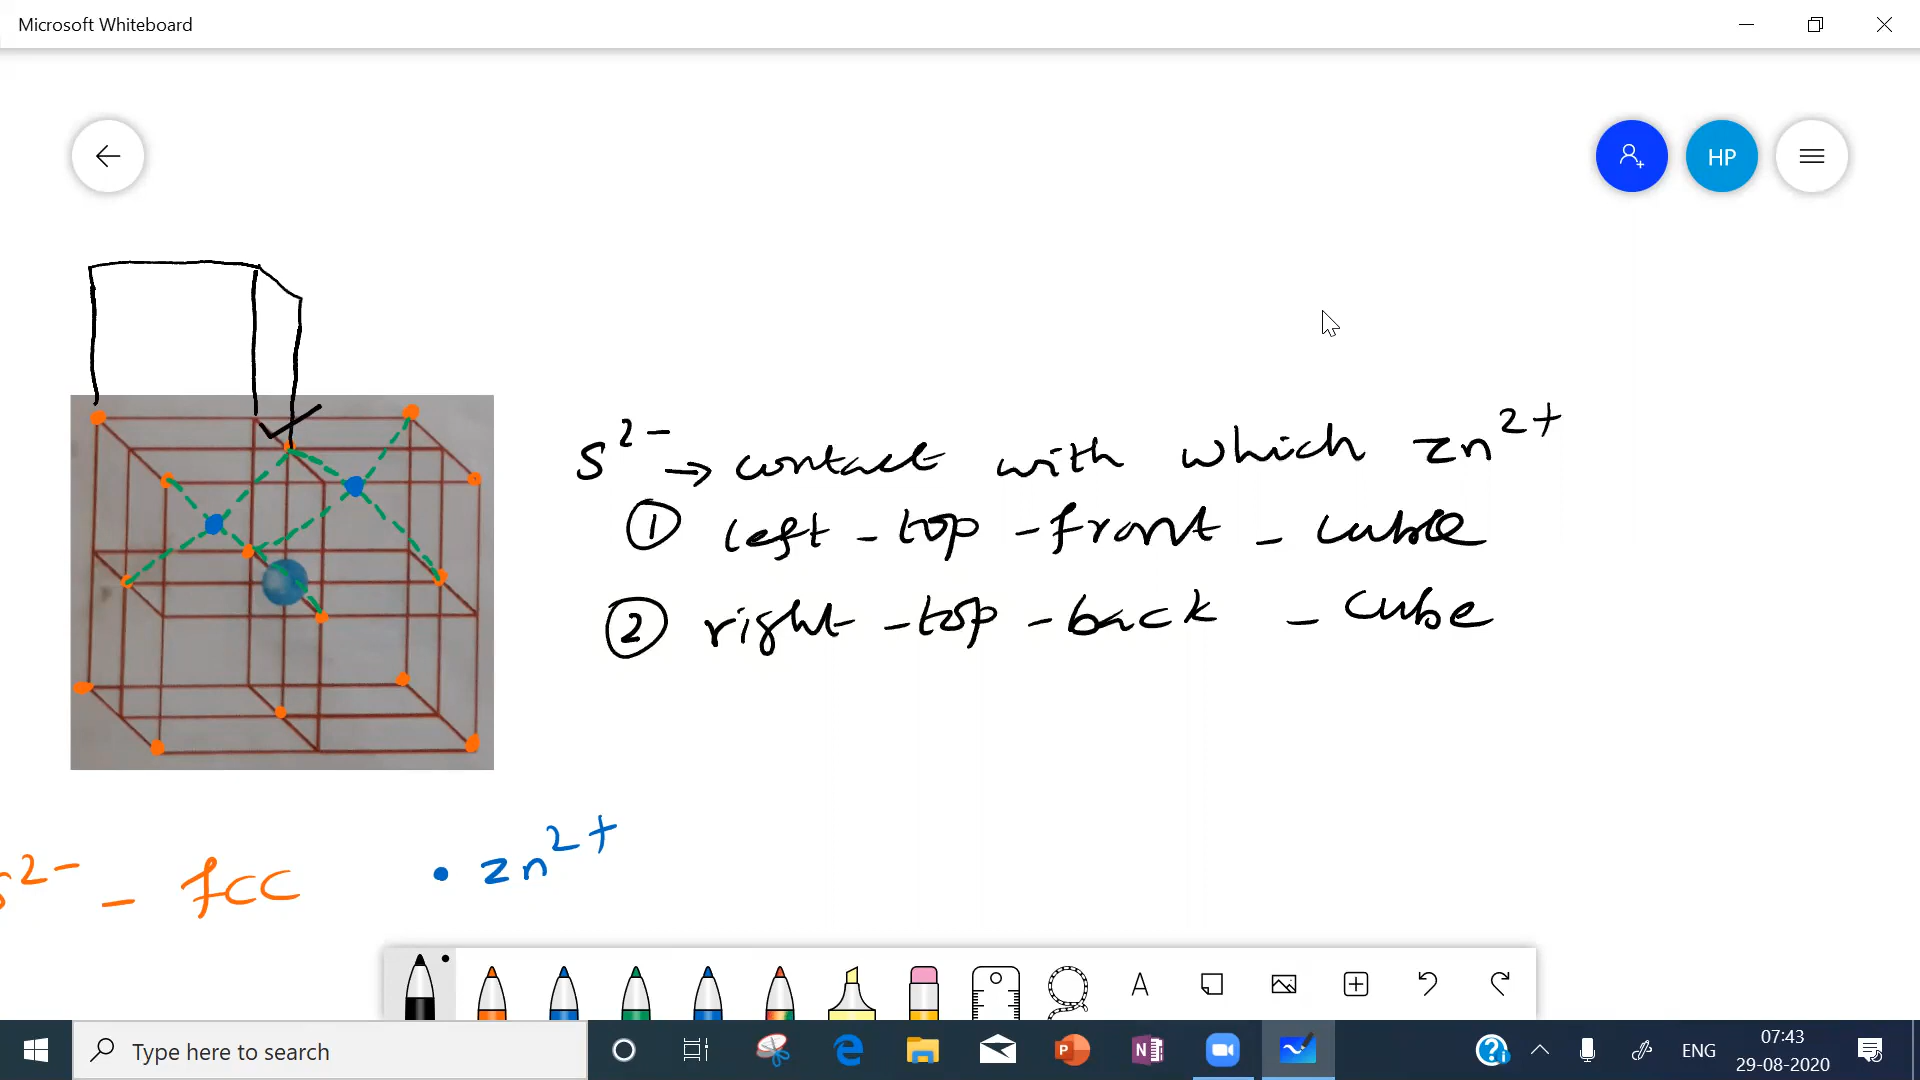 Microsoft Whiteboard
HP
S2- → contact with which Zn2+
① left - top - front - cube
② right - top - back - cube
• Zn2+
s2- - fcc
A
Type here to search
ENG
07:43
29-08-2020